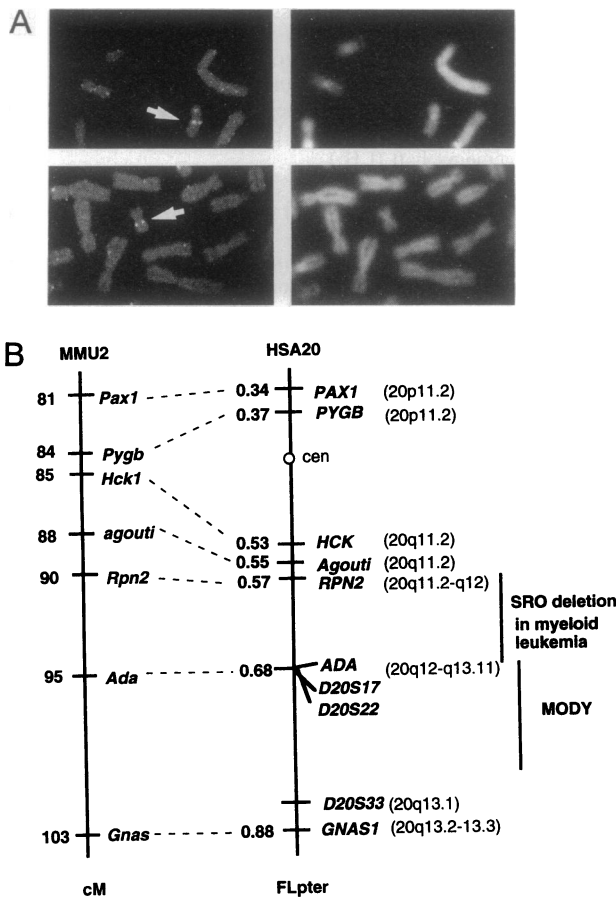 A
B
MMU2 HSA20
81 Pax1 0.34 PAX1 (20p11.2)
0.37 PYGB (20p11.2)
84 Pygb
cen
85 Hck1
88 agouti 0.53 HCK (20q11.2)
0.55 Agouti (20q11.2)
90 Rpn2 0.57 RPN2 (20q11.2-q12)
SRO deletion
in myeloid
leukemia
95 Ada 0.68 ADA (20q12-q13.11)
D20S17
D20S22
MODY
D20S33 (20q13.1)
103 Gnas 0.88 GNAS1 (20q13.2-13.3)
cM FLpter